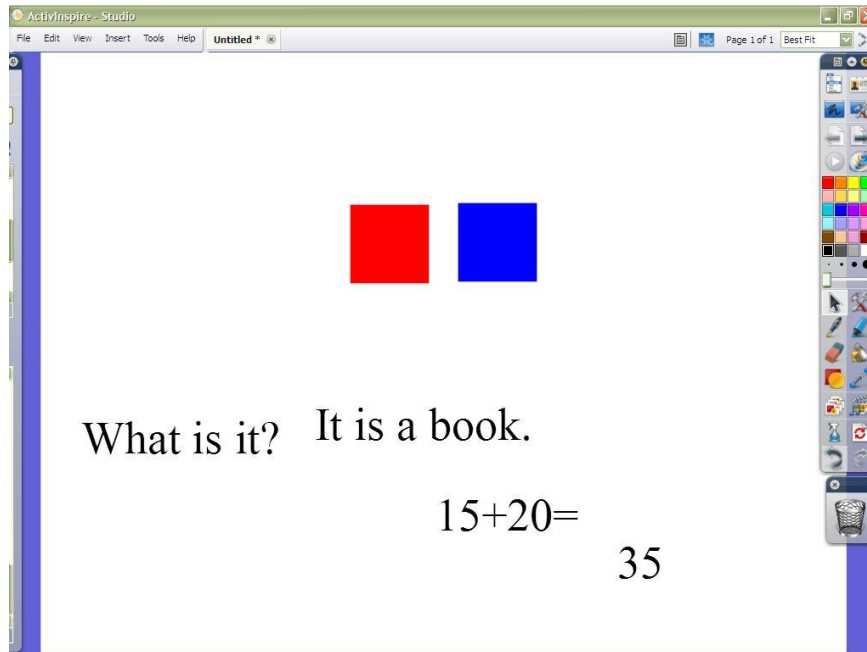 ActivInspire - Studio
File Edit View Insert Tools Help Untitled * Page 1 of 1 Best Fit
What is it? It is a book.
15+20=
35